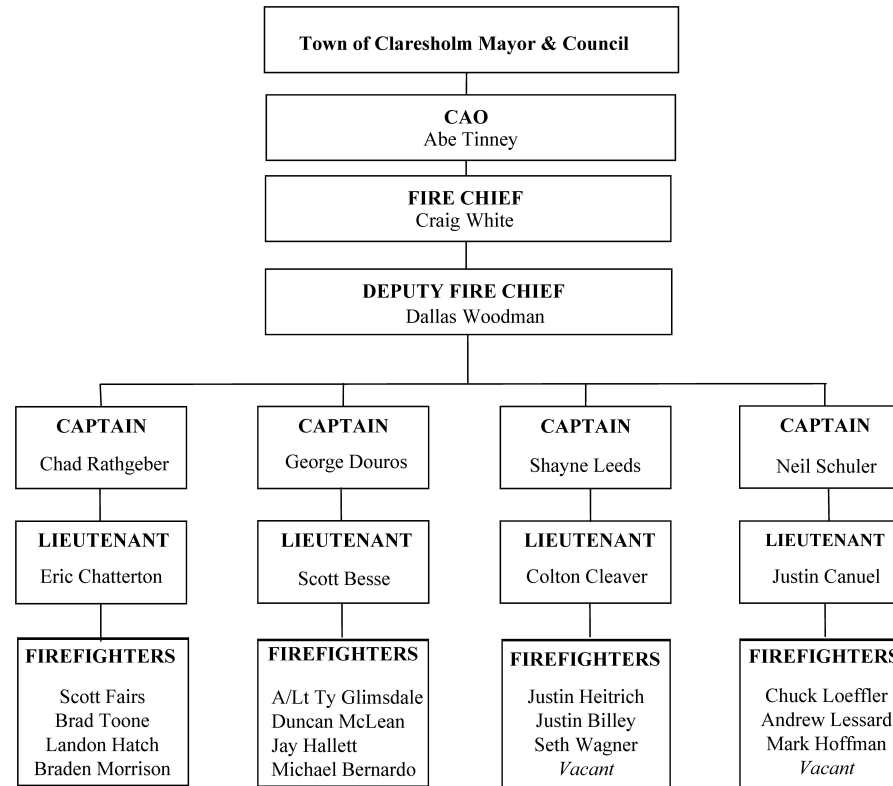 Town of Claresholm Mayor & Council
CAO
Abe Tinney
FIRE CHIEF
Craig White
DEPUTY FIRE CHIEF
Dallas Woodman
CAPTAIN
Chad Rathgeber
CAPTAIN
George Douros
CAPTAIN
Shayne Leeds
CAPTAIN
Neil Schuler
LIEUTENANT
Eric Chatterton
LIEUTENANT
Scott Besse
LIEUTENANT
Colton Cleaver
LIEUTENANT
Justin Canuel
FIREFIGHTERS
Scott Fairs
Brad Toone
Landon Hatch
Braden Morrison
FIREFIGHTERS
A/Lt Ty Glimsdale
Duncan McLean
Jay Hallett
Michael Bernardo
FIREFIGHTERS
Justin Heitrich
Justin Billey
Seth Wagner
Vacant
FIREFIGHTERS
Chuck Loeffler
Andrew Lessard
Mark Hoffman
Vacant